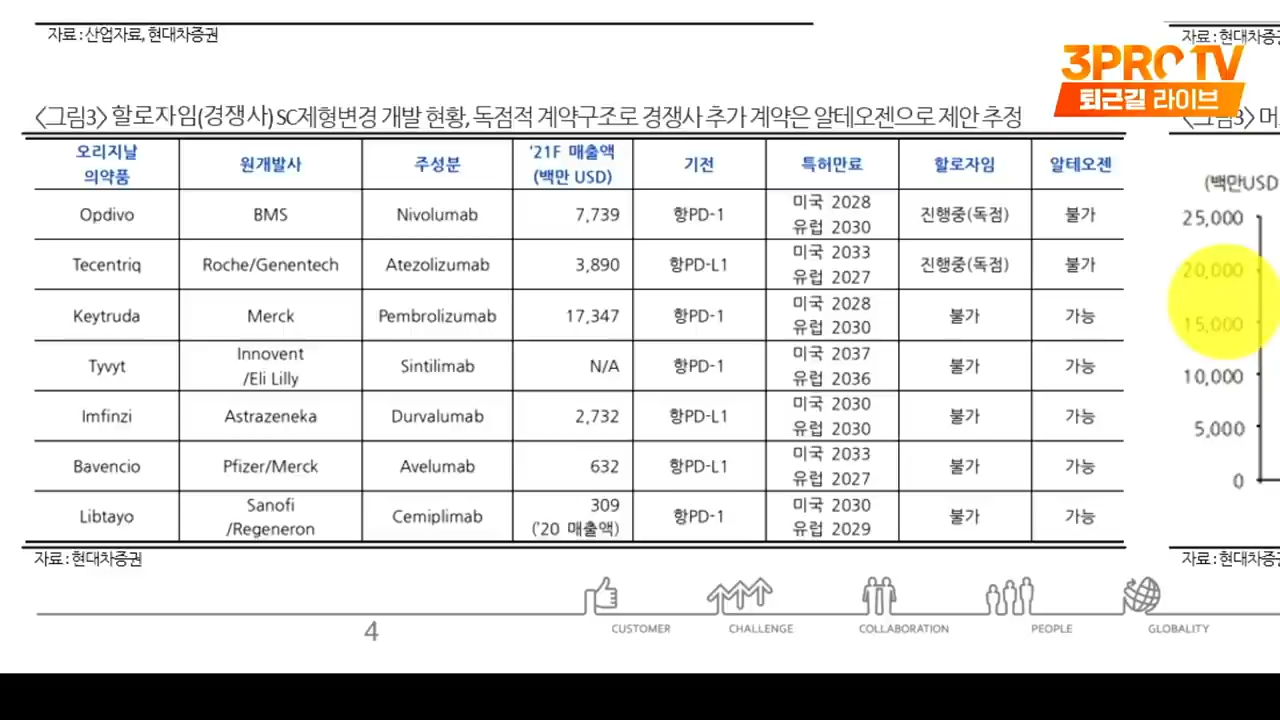 자료 : 산업자료, 현대차증권
자료 : 현대차증
3PRO TV
퇴근길 라이브
<그림3> 할로자임(경쟁사) SC제형변경 개발 현황, 독점적 계약구조로 경쟁사 추가 계약은 알테오젠으로 제안 추정
<그림3> 머
오리지날 의약품 원개발사 주성분 '21F 매출액 (백만 USD) 기전 특허만료 할로자임 알테오젠
Opdivo BMS Nivolumab 7,739 항PD-1 미국 2028 유럽 2030 진행중(독점) 불가
Tecentriq Roche/Genentech Atezolizumab 3,890 항PD-L1 미국 2033 유럽 2027 진행중(독점) 불가
Keytruda Merck Pembrolizumab 17,347 항PD-1 미국 2028 유럽 2030 불가 가능
Tyvyt Innovent /Eli Lilly Sintilimab N/A 항PD-1 미국 2037 유럽 2036 불가 가능
Imfinzi Astrazeneka Durvalumab 2,732 항PD-L1 미국 2030 유럽 2030 불가 가능
Bavencio Pfizer/Merck Avelumab 632 항PD-L1 미국 2033 유럽 2027 불가 가능
Libtayo Sanofi /Regeneron Cemiplimab 309 ('20 매출액) 항PD-1 미국 2030 유럽 2029 불가 가능
(백만USD
25,000
20,000
15,000
10,000
5,000
0
자료 : 현대차증권
자료 : 현대차증
4
CUSTOMER
CHALLENGE
COLLABORATION
PEOPLE
GLOBALITY